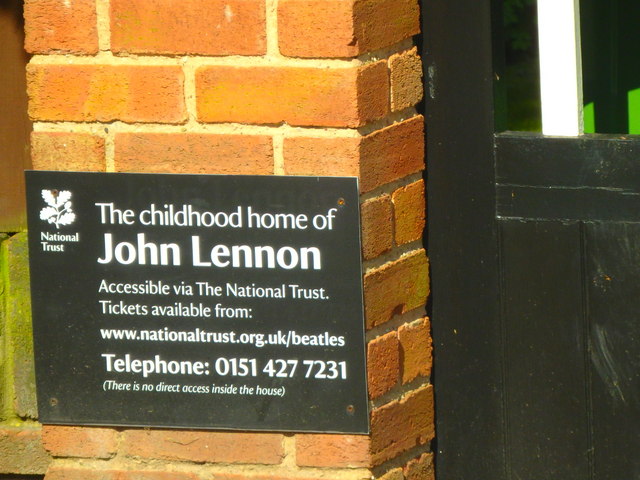 National
Trust
The childhood home of
John Lennon
Accessible via The National Trust.
Tickets available from:
www.nationaltrust.org.uk/beatles
Telephone: 0151 427 7231
(There is no direct access inside the house)